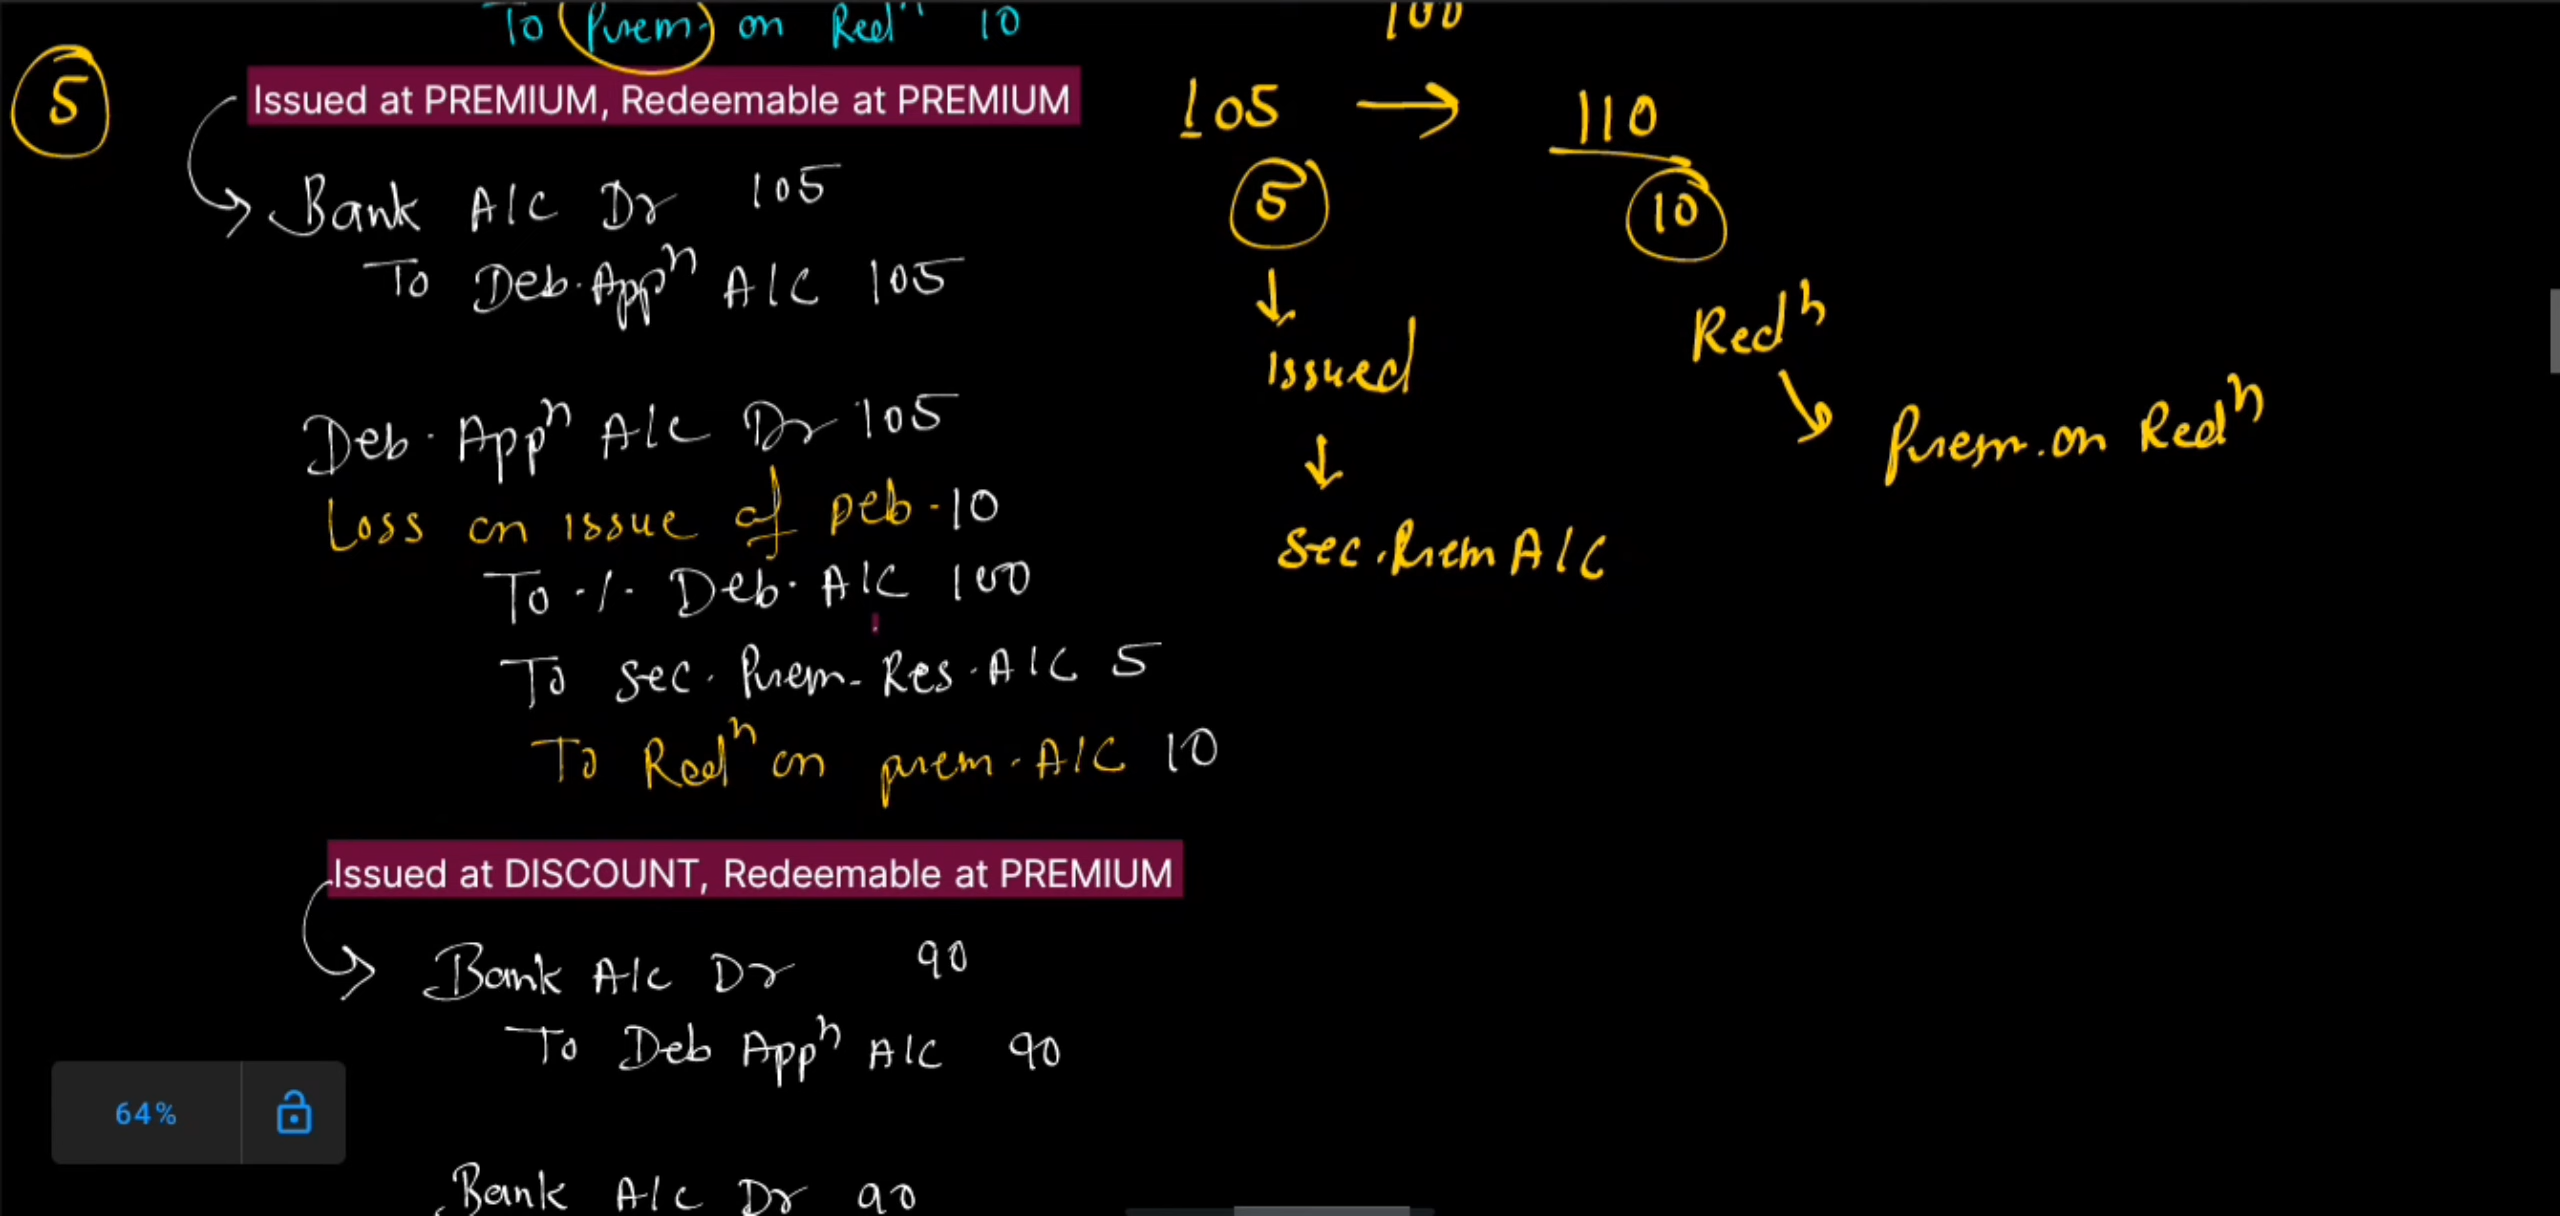 To Prem. on Redⁿ 10
100
5
Issued at PREMIUM, Redeemable at PREMIUM
105 → 110
Bank A/C Dr 105
5
10
To Deb. Appⁿ A/C 105
Redⁿ
Issued
Prem. on Redⁿ
Deb. Appⁿ A/C Dr 105
Loss on issue of Deb. 10
Sec. Prem A/C
To ./. Deb. A/C 100
To Sec. Prem. Res. A/C 5
To Redⁿ on prem. A/C 10
Issued at DISCOUNT, Redeemable at PREMIUM
Bank A/C Dr 90
To Deb Appⁿ A/C 90
64%
Bank A/C Dr 90